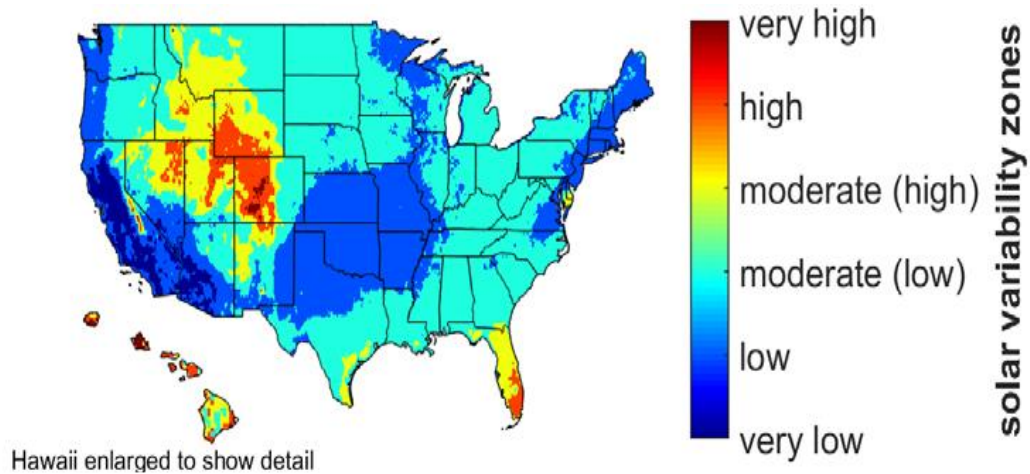 very high
high
moderate (high)
moderate (low)
low
very low
solar variability zones
Hawaii enlarged to show detail